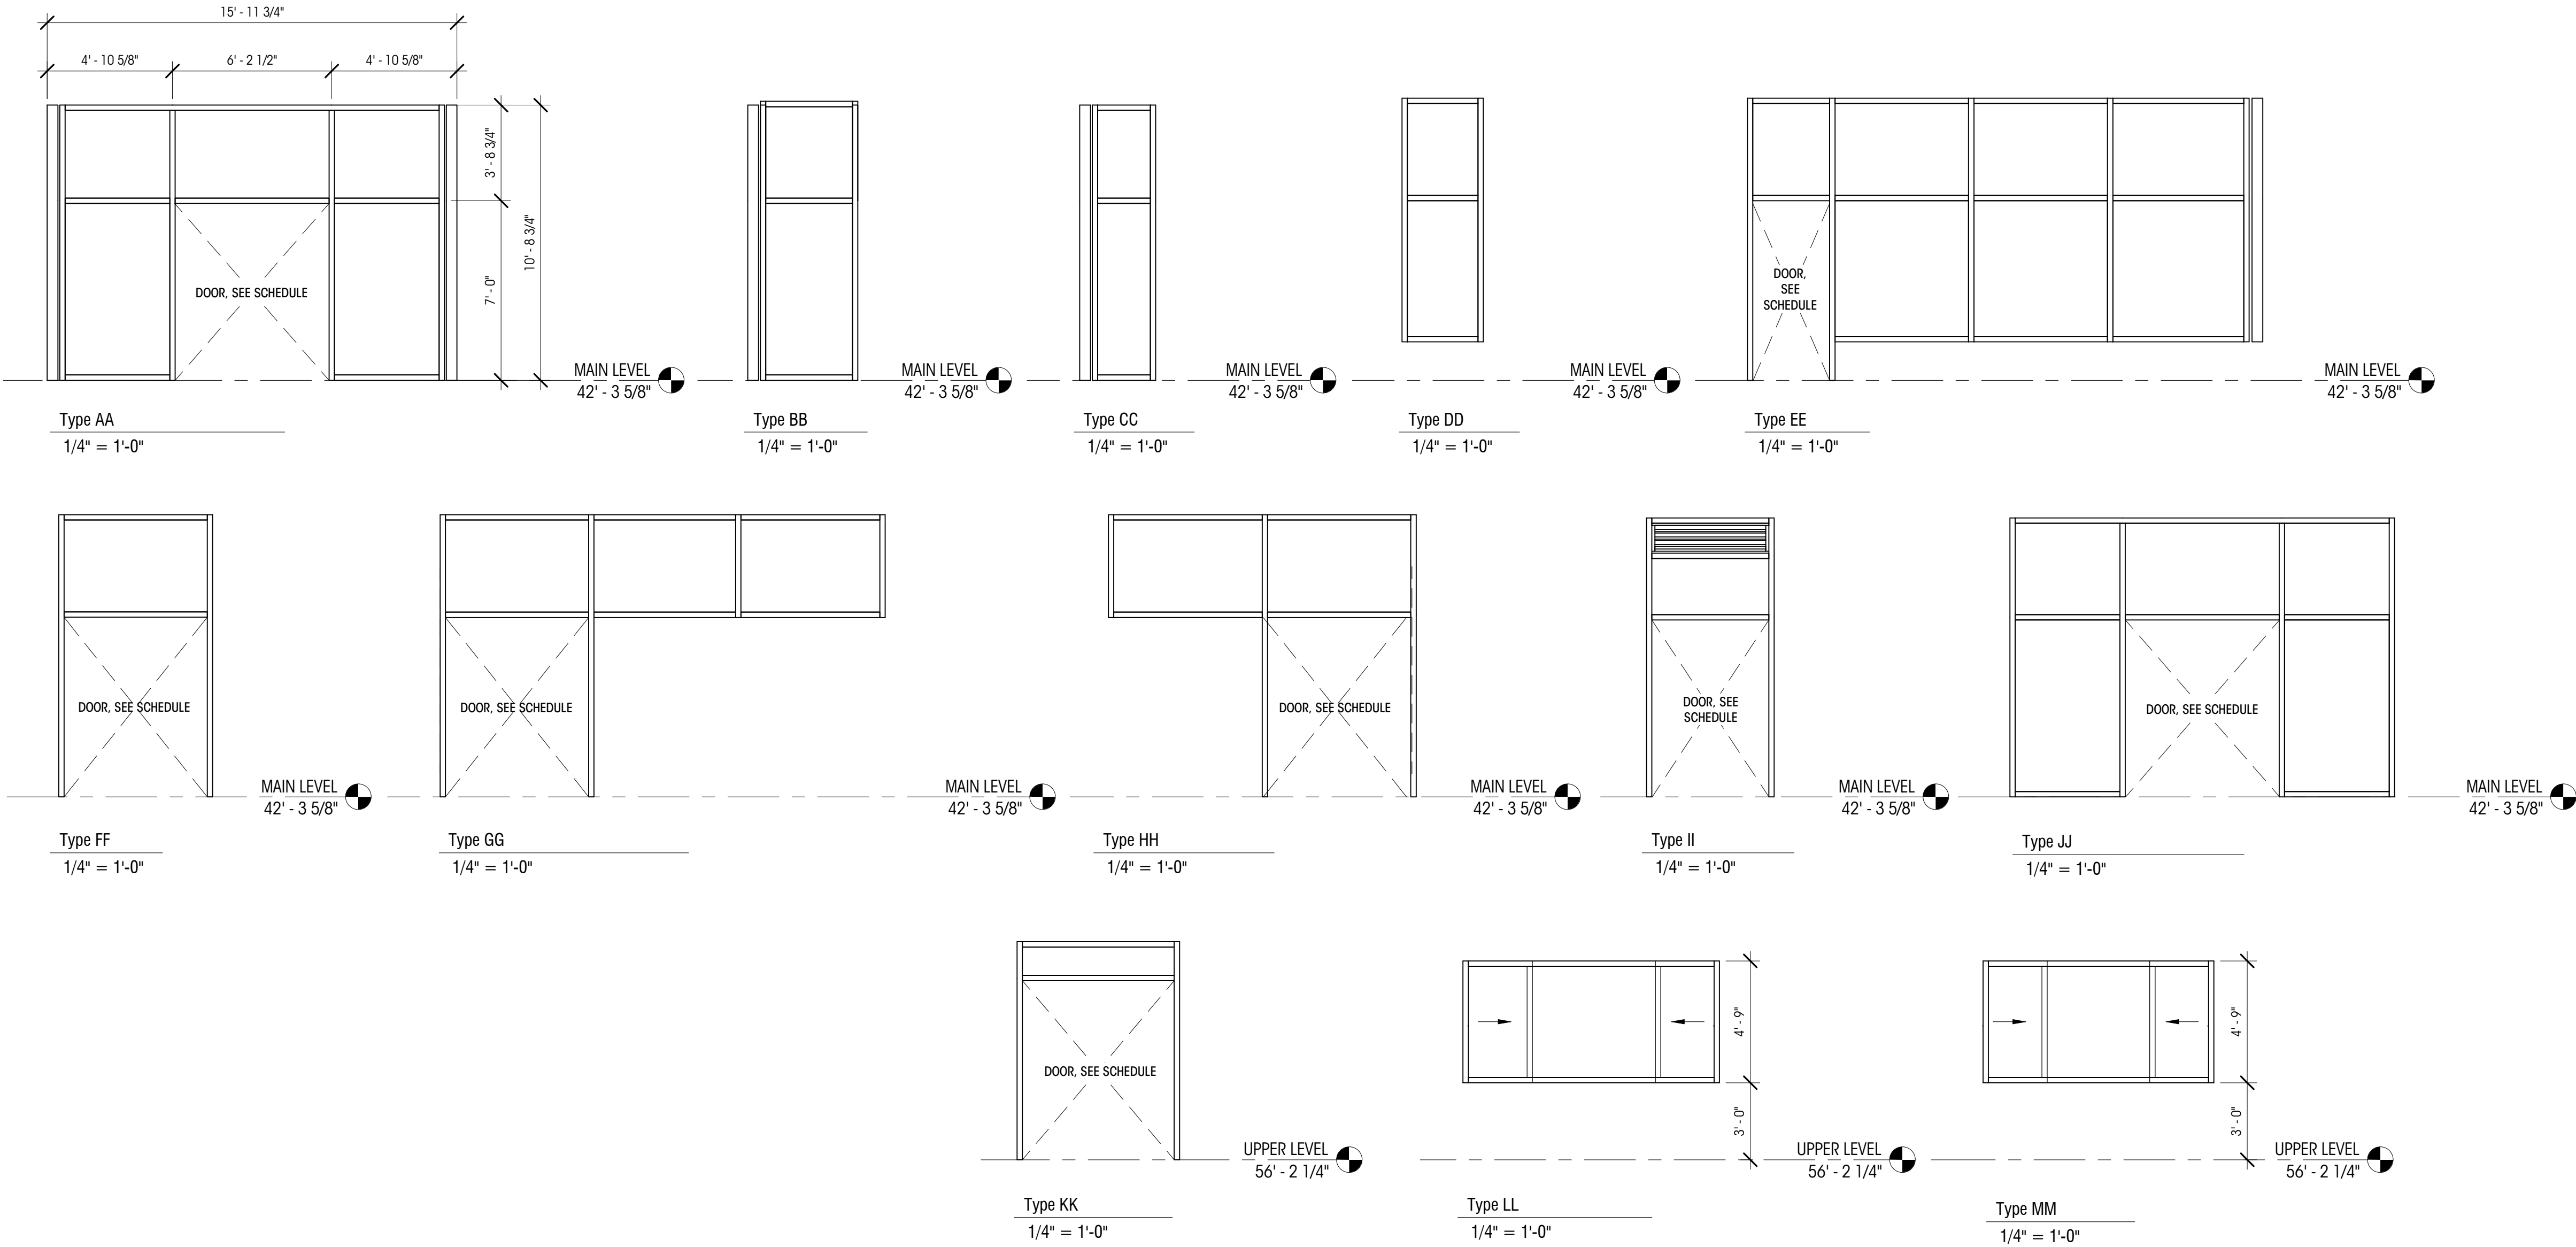 15' - 11 3/4"
4' - 10 5/8"
6' - 2 1/2"
4' - 10 5/8"
3' - 8 3/4"
7' - 0"
10' - 8 3/4"
DOOR, SEE SCHEDULE
MAIN LEVEL
42' - 3 5/8"
Type AA
1/4" = 1'-0"
MAIN LEVEL
42' - 3 5/8"
Type BB
1/4" = 1'-0"
MAIN LEVEL
42' - 3 5/8"
Type CC
1/4" = 1'-0"
MAIN LEVEL
42' - 3 5/8"
Type DD
1/4" = 1'-0"
DOOR,
SEE
SCHEDULE
MAIN LEVEL
42' - 3 5/8"
Type EE
1/4" = 1'-0"
DOOR, SEE SCHEDULE
MAIN LEVEL
42' - 3 5/8"
Type FF
1/4" = 1'-0"
DOOR, SEE SCHEDULE
MAIN LEVEL
42' - 3 5/8"
Type GG
1/4" = 1'-0"
DOOR, SEE SCHEDULE
MAIN LEVEL
42' - 3 5/8"
Type HH
1/4" = 1'-0"
DOOR, SEE
SCHEDULE
MAIN LEVEL
42' - 3 5/8"
Type II
1/4" = 1'-0"
DOOR, SEE SCHEDULE
MAIN LEVEL
42' - 3 5/8"
Type JJ
1/4" = 1'-0"
DOOR, SEE SCHEDULE
UPPER LEVEL
56' - 2 1/4"
Type KK
1/4" = 1'-0"
4' - 9"
3' - 0"
UPPER LEVEL
56' - 2 1/4"
Type LL
1/4" = 1'-0"
4' - 9"
3' - 0"
UPPER LEVEL
56' - 2 1/4"
Type MM
1/4" = 1'-0"